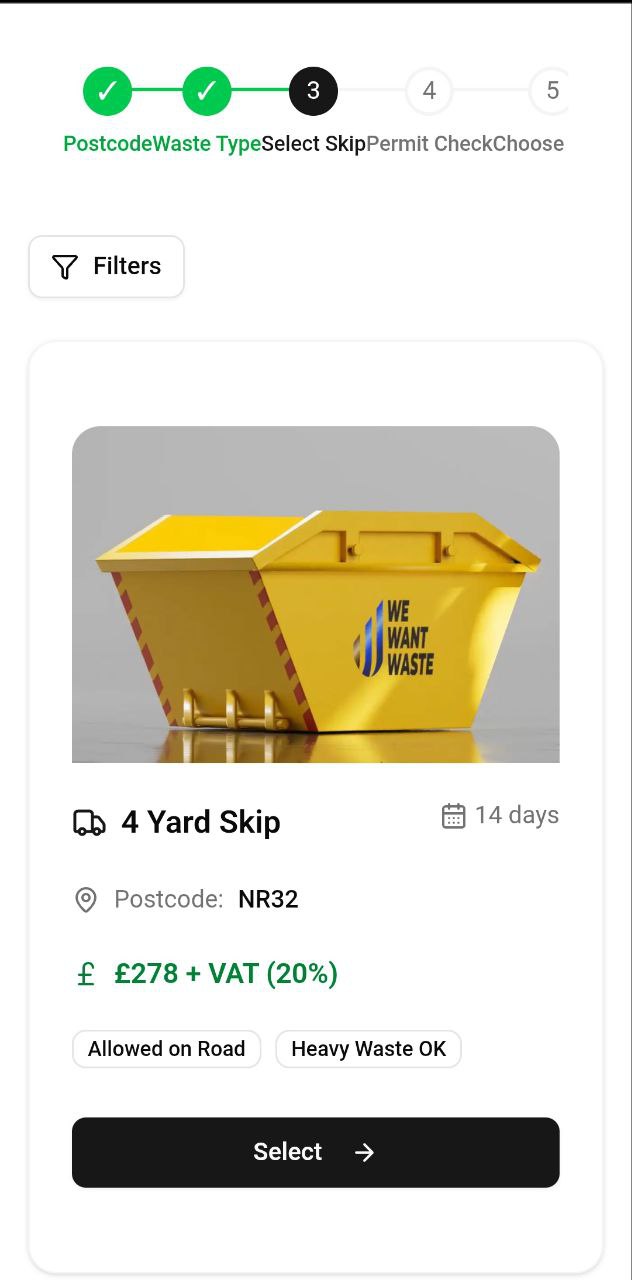 ✓ ✓ 3 4 5
Postcode Waste Type Select Skip Permit Check Choose
Filters
WE
WANT
WASTE
4 Yard Skip
14 days
Postcode: NR32
£ £278 + VAT (20%)
Allowed on Road
Heavy Waste OK
Select →